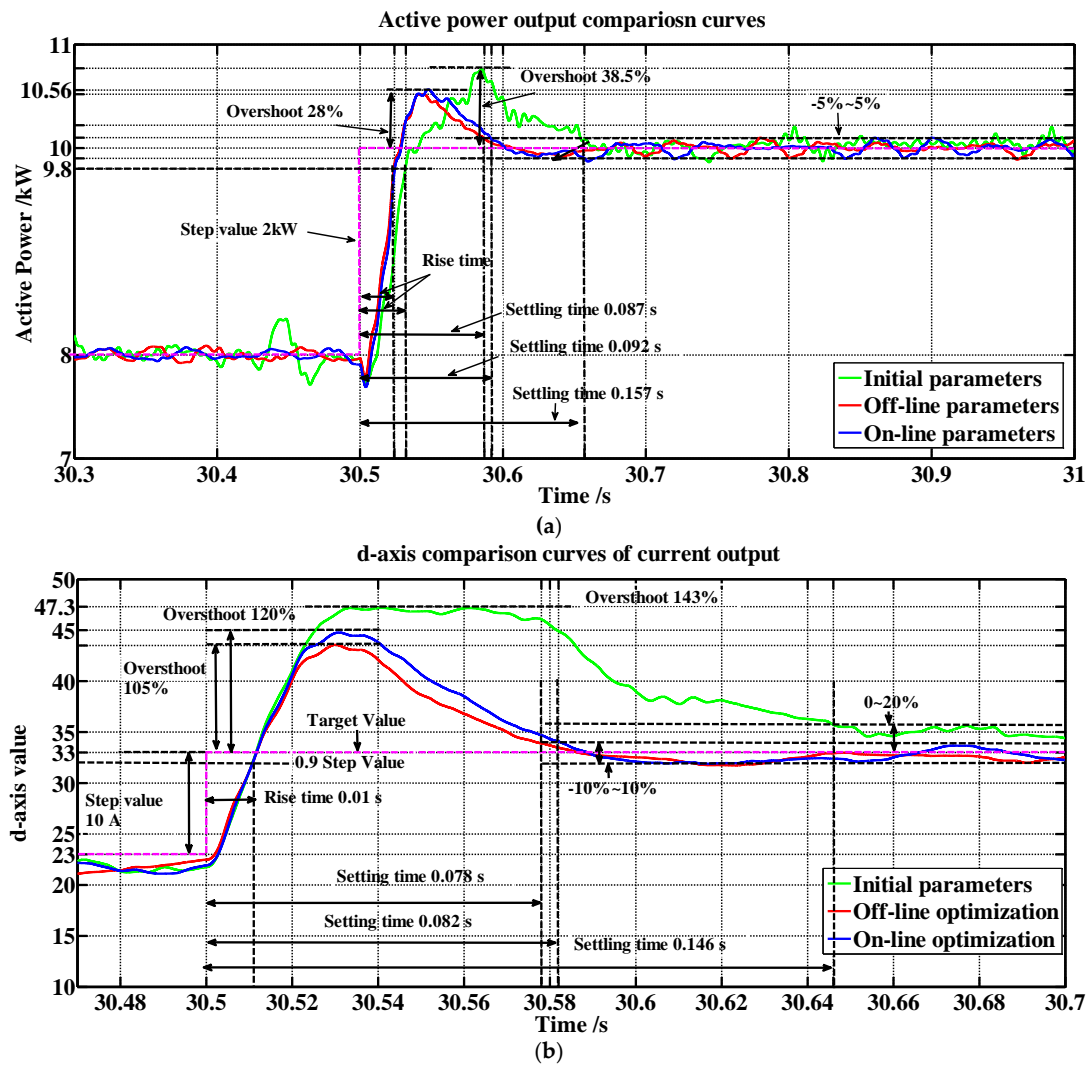 Active power output compariosn curves
11
10.56
10
9.8
8
7
Active Power /kW
Overshoot 38.5%
Overshoot 28%
-5%~5%
Step value 2kW
Rise time
Settling time 0.087 s
Settling time 0.092 s
Settling time 0.157 s
Initial parameters
Off-line parameters
On-line parameters
30.3
30.4
30.5
30.6
30.7
30.8
30.9
31
Time /s
(a)
d-axis comparison curves of current output
50
47.3
45
40
35
33
30
25
23
20
15
10
d-axis value
Oversthoot 120%
Overshoot 143%
Oversthoot
105%
0~20%
Target Value
0.9 Step Value
-10%~10%
Step value
10 A
Rise time 0.01 s
Setting time 0.078 s
Setting time 0.082 s
Settling time 0.146 s
Initial parameters
Off-line optimization
On-line optimization
30.48
30.5
30.52
30.54
30.56
30.58
30.6
30.62
30.64
30.66
30.68
30.7
Time /s
(b)